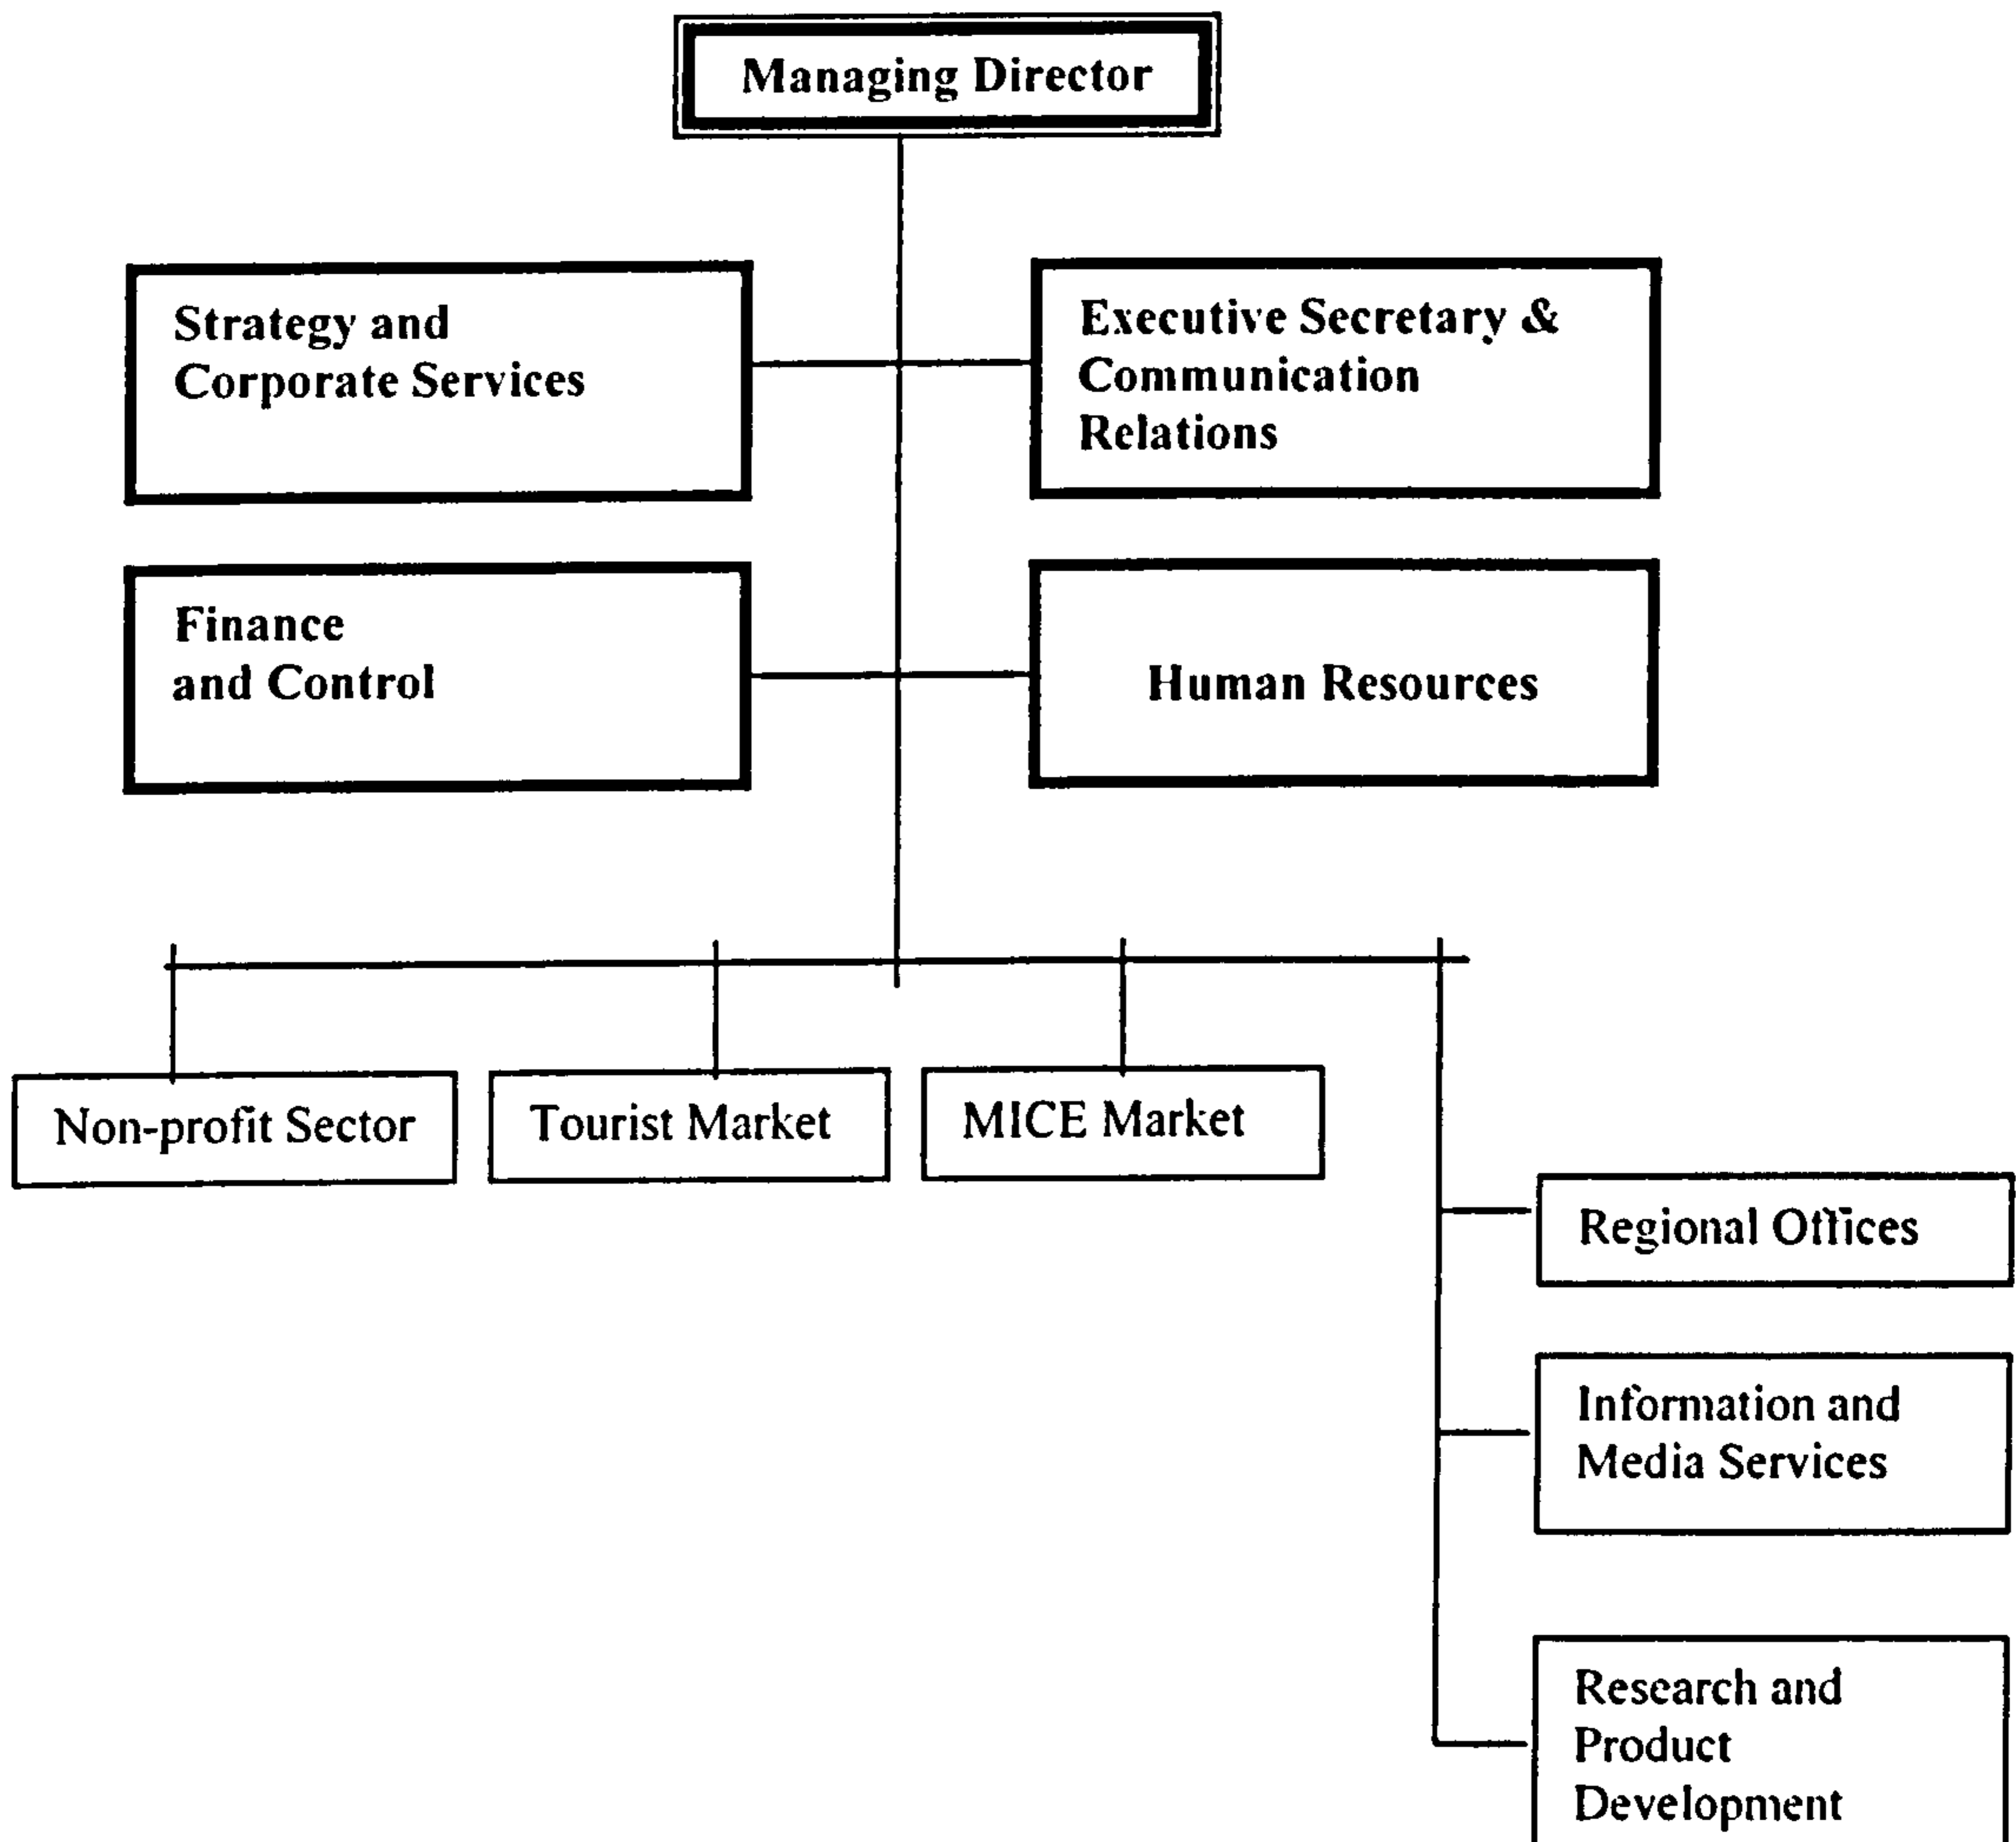 Managing Director
Strategy and
Corporate Services
Executive Secretary &
Communication
Relations
Finance
and Control
Human Resources
Non-profit Sector
Tourist Market
MICE Market
Regional Offices
Information and
Media Services
Research and
Product
Development